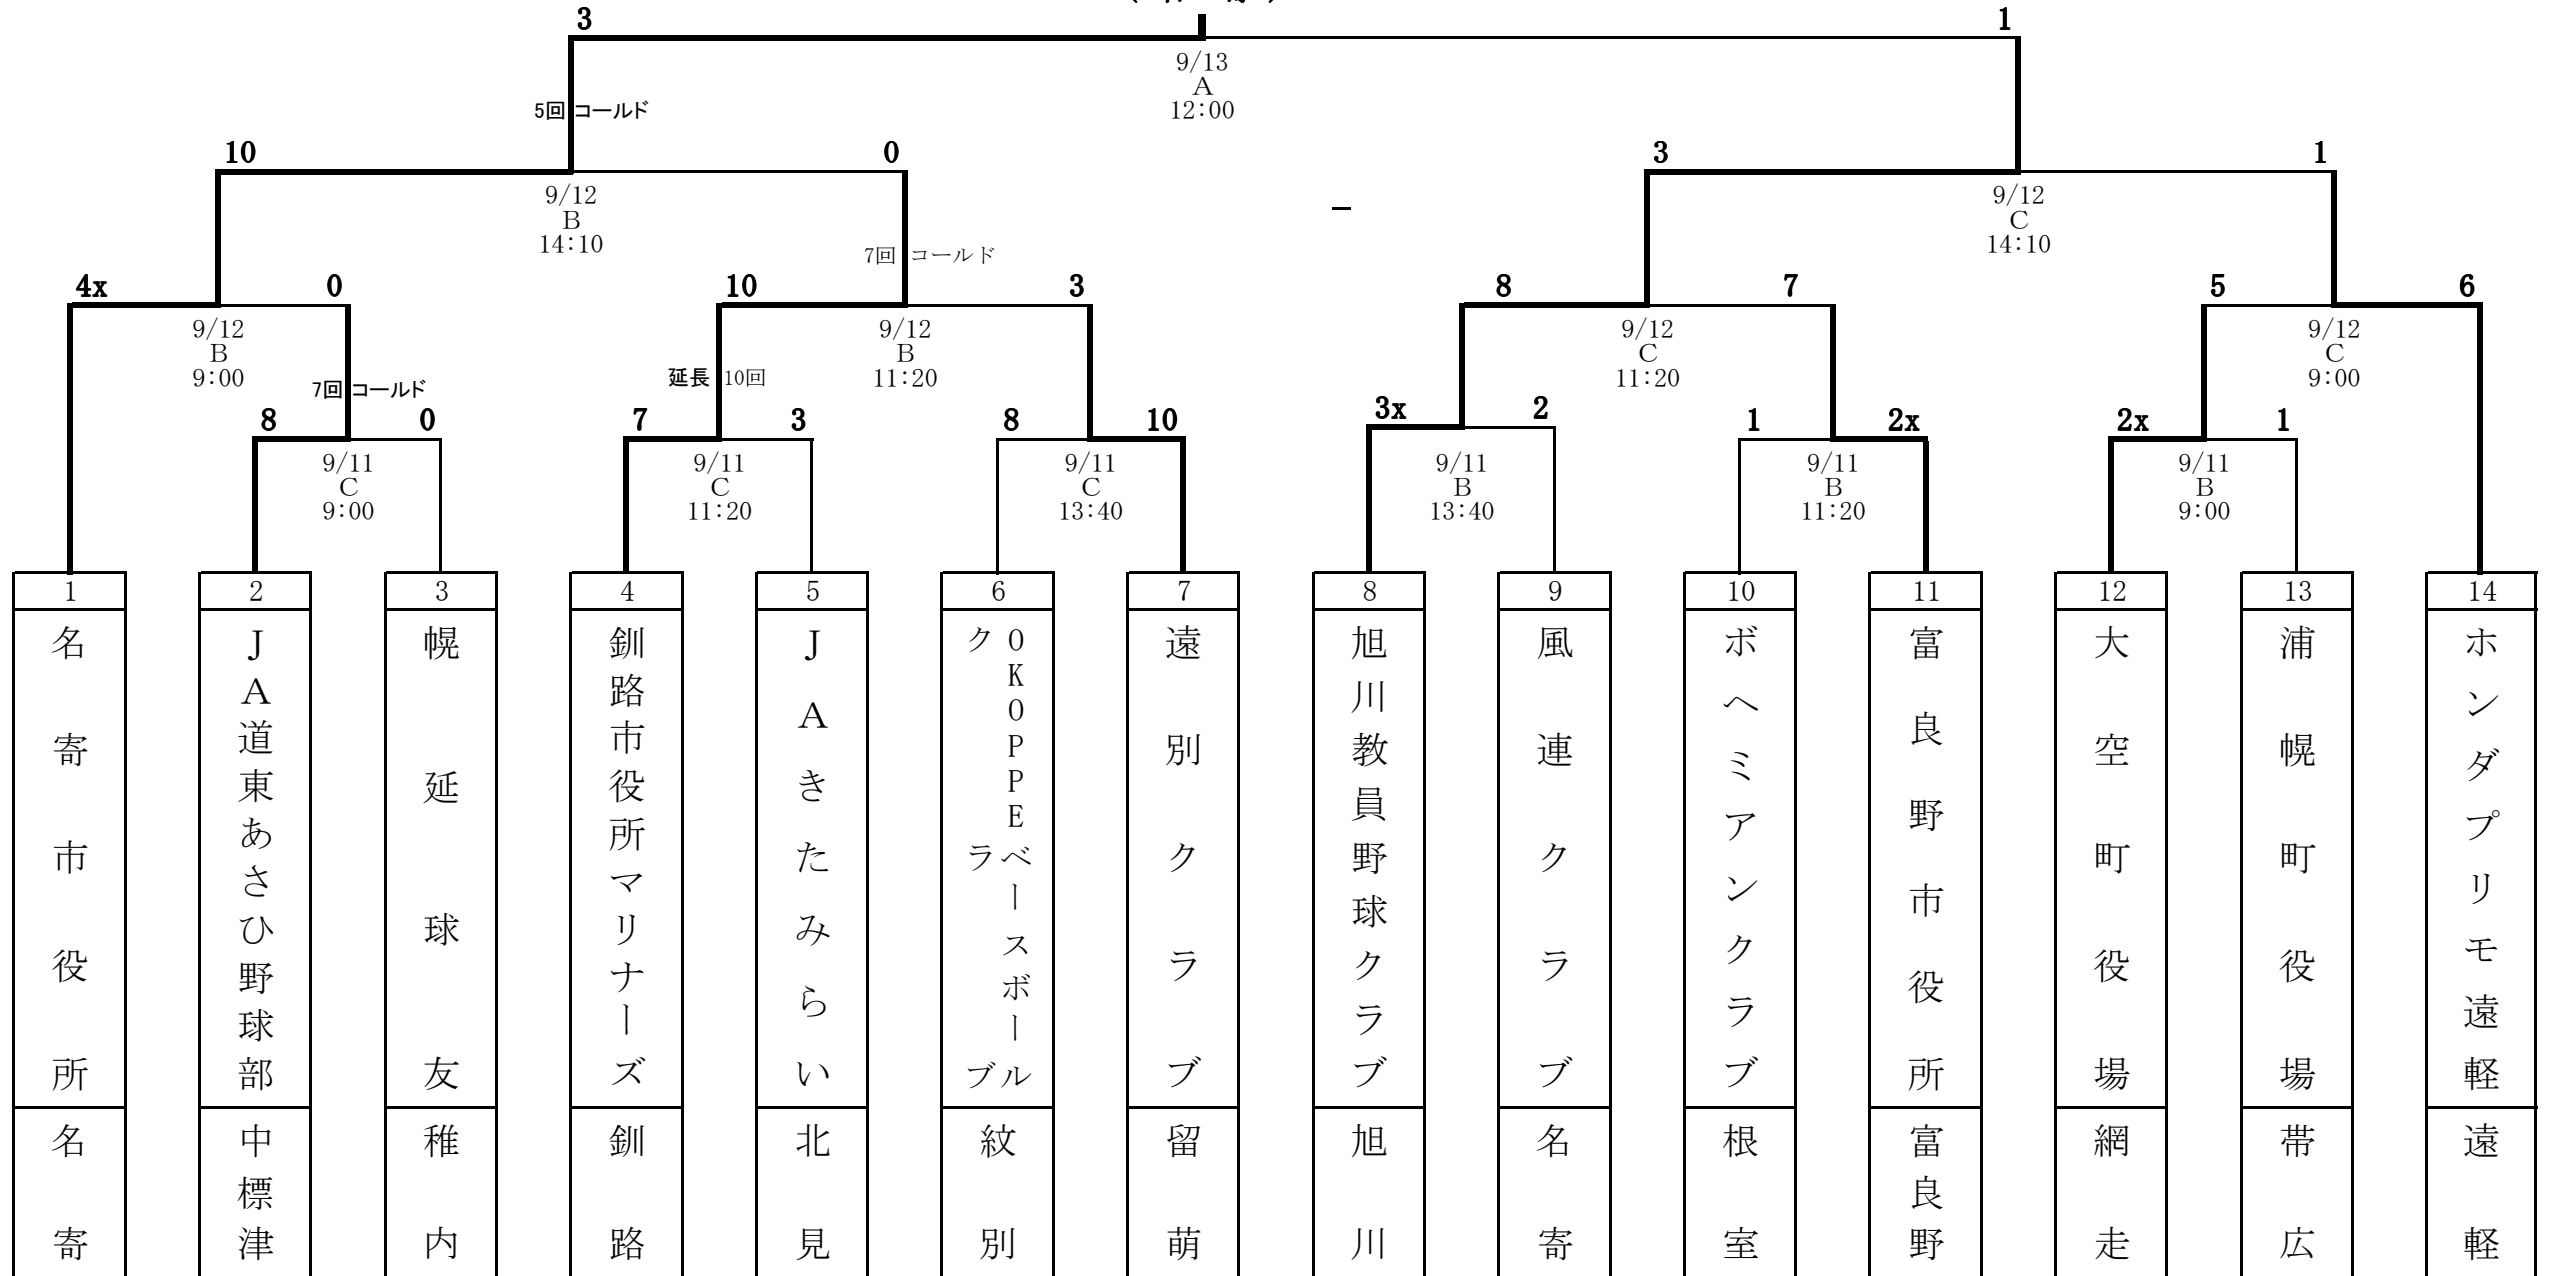 3
1
9/13
A
12:00
5回 コールド
10
0
3
1
9/12
B
14:10
9/12
C
14:10
7回 コールド
4x
0
10
3
8
7
5
6
9/12
B
9:00
9/12
B
11:20
9/12
C
11:20
9/12
C
9:00
7回 コールド
延長 10回
8
0
7
3
8
10
3x
2
1
2x
2x
1
9/11
C
9:00
9/11
C
11:20
9/11
C
13:40
9/11
B
13:40
9/11
B
11:20
9/11
B
9:00
1
2
3
4
5
6
7
8
9
10
11
12
13
14
名寄市役所
JA道東あさひ野球部
幌延球友
釧路市役所マリナーズ
JAきたみらい
OKOPPEベースボール
クラブ
遠別クラブ
旭川教員野球クラブ
風連クラブ
ボヘミアンクラブ
富良野市役所
大空町役場
浦幌町役場
ホンダプリモ遠軽
名寄
中標津
稚内
釧路
北見
紋別
留萌
旭川
名寄
根室
富良野
網走
帯広
遠軽